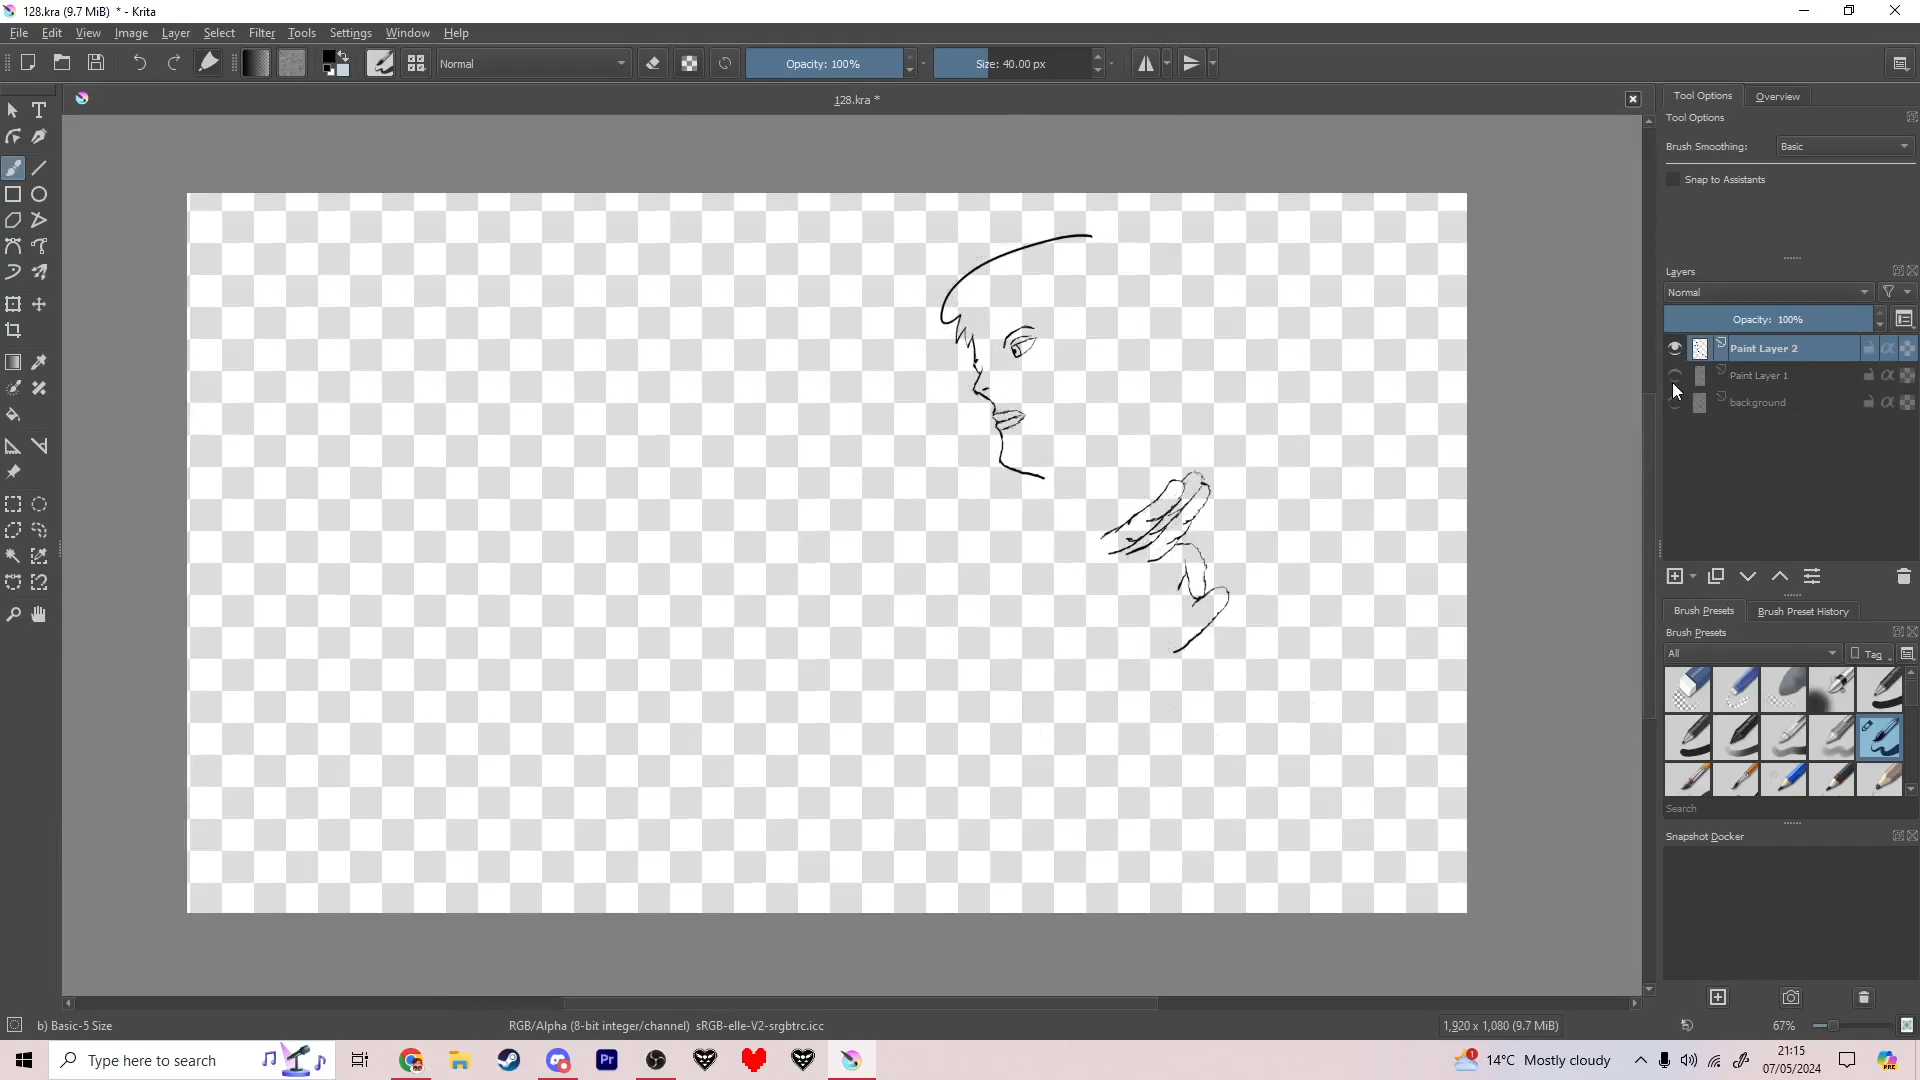 128.kra (9.7 MiB) * - Krita
File Edit View Image Layer Select Filter Tools Settings Window Help
Normal Opacity: 100% Size: 40.00 px
128.kra *
Tool Options Overview
Tool Options
Brush Smoothing: Basic
Snap to Assistants
Layers
Normal
Opacity: 100%
Paint Layer 2
Paint Layer 1
background
Brush Presets Brush Preset History
Brush Presets
All Tag
Search
Snapshot Docker
b) Basic-5 Size RGB/Alpha (8-bit integer/channel) sRGB-elle-V2-srgbtrc.icc 1,920 x 1,080 (9.7 MiB) 67%
Type here to search Pr 1 14°C Mostly cloudy 21:15
07/05/2024
PRE